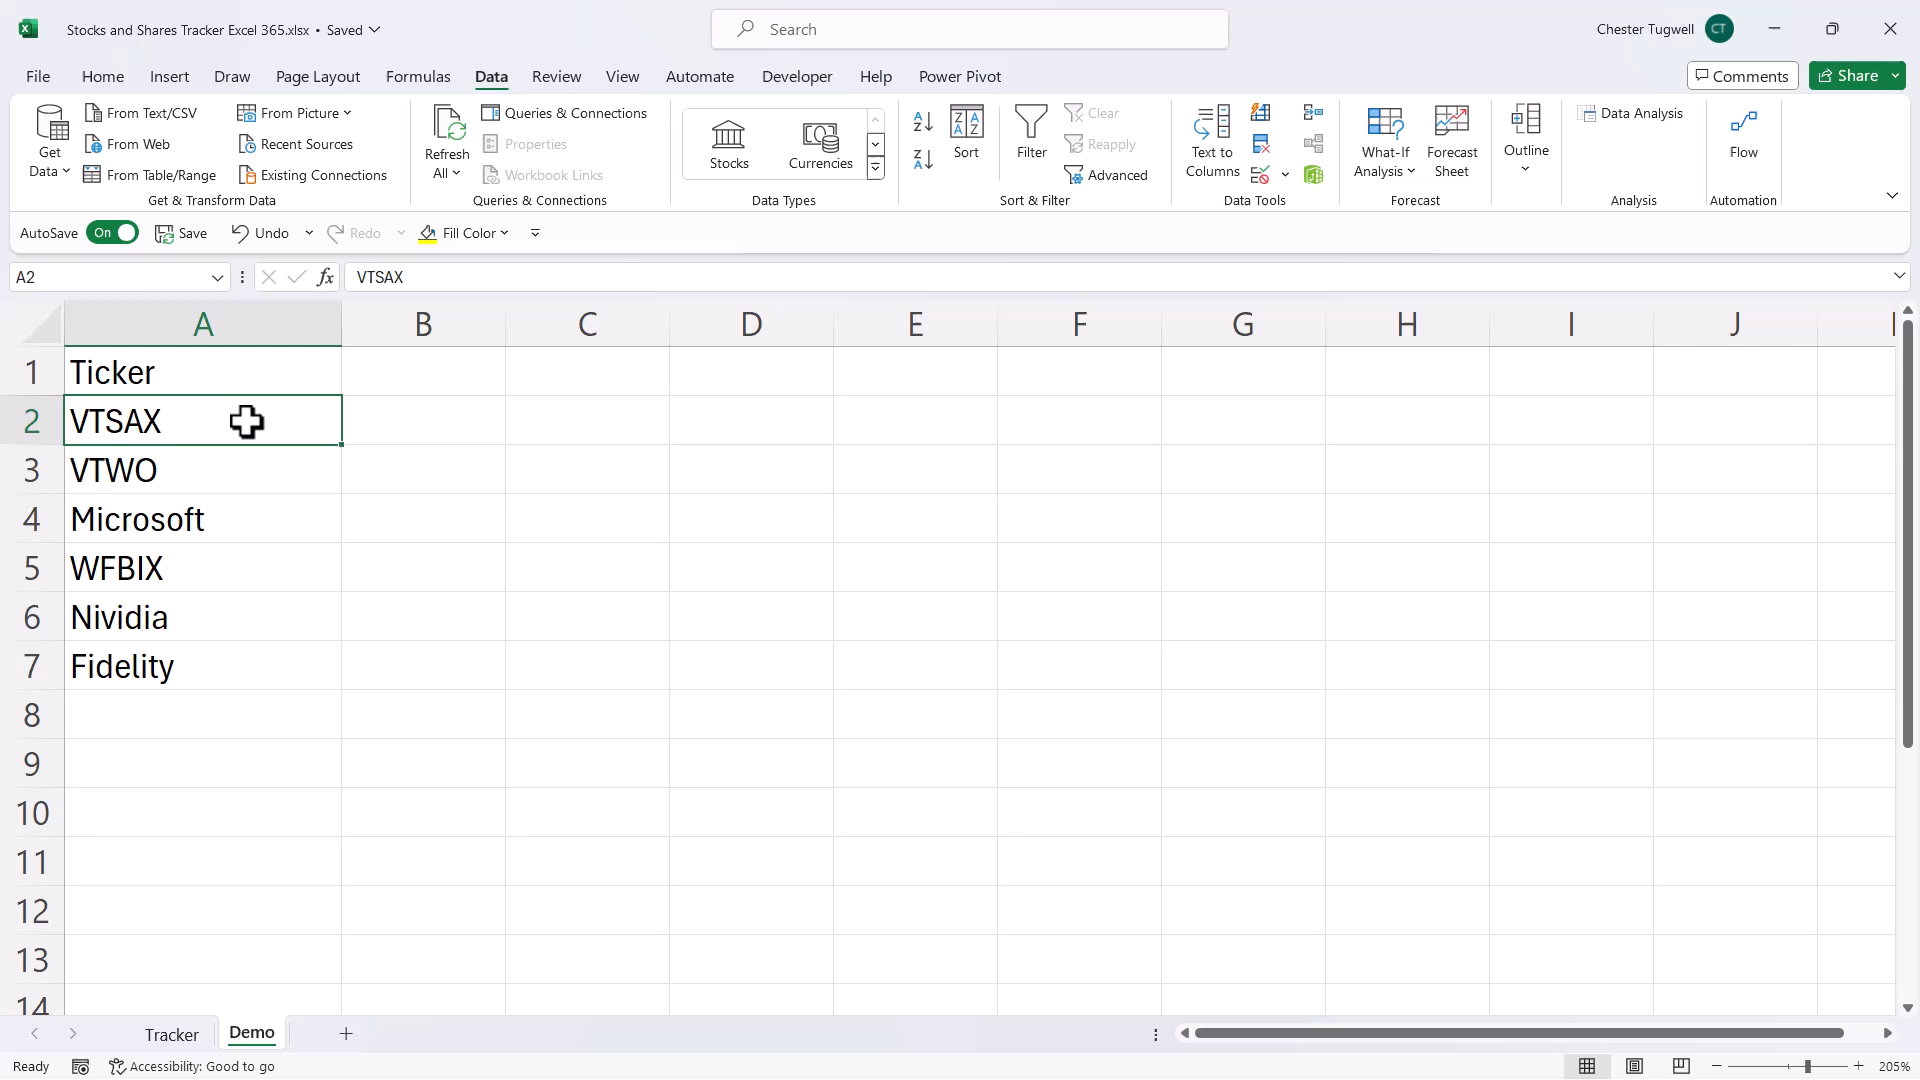 Stocks and Shares Tracker Excel 365.xlsx • Saved
Search
Chester Tugwell
CT
File Home Insert Draw Page Layout Formulas Data Review View Automate Developer Help Power Pivot
Comments
Share
Get Data
From Text/CSV
From Web
From Table/Range
From Picture
Recent Sources
Existing Connections
Get & Transform Data
Refresh All
Queries & Connections
Properties
Workbook Links
Queries & Connections
Stocks
Currencies
Data Types
Sort
Filter
Clear
Reapply
Advanced
Sort & Filter
Text to Columns
Data Tools
What-If Analysis
Forecast Sheet
Forecast
Outline
Data Analysis
Analysis
Flow
Automation
AutoSave On Save Undo Redo Fill Color
A2 fx VTSAX
A B C D E F G H I J
1 Ticker
2 VTSAX
3 VTWO
4 Microsoft
5 WFBIX
6 Nividia
7 Fidelity
8
9
10
11
12
13
14
Tracker Demo
Ready Accessibility: Good to go 205%